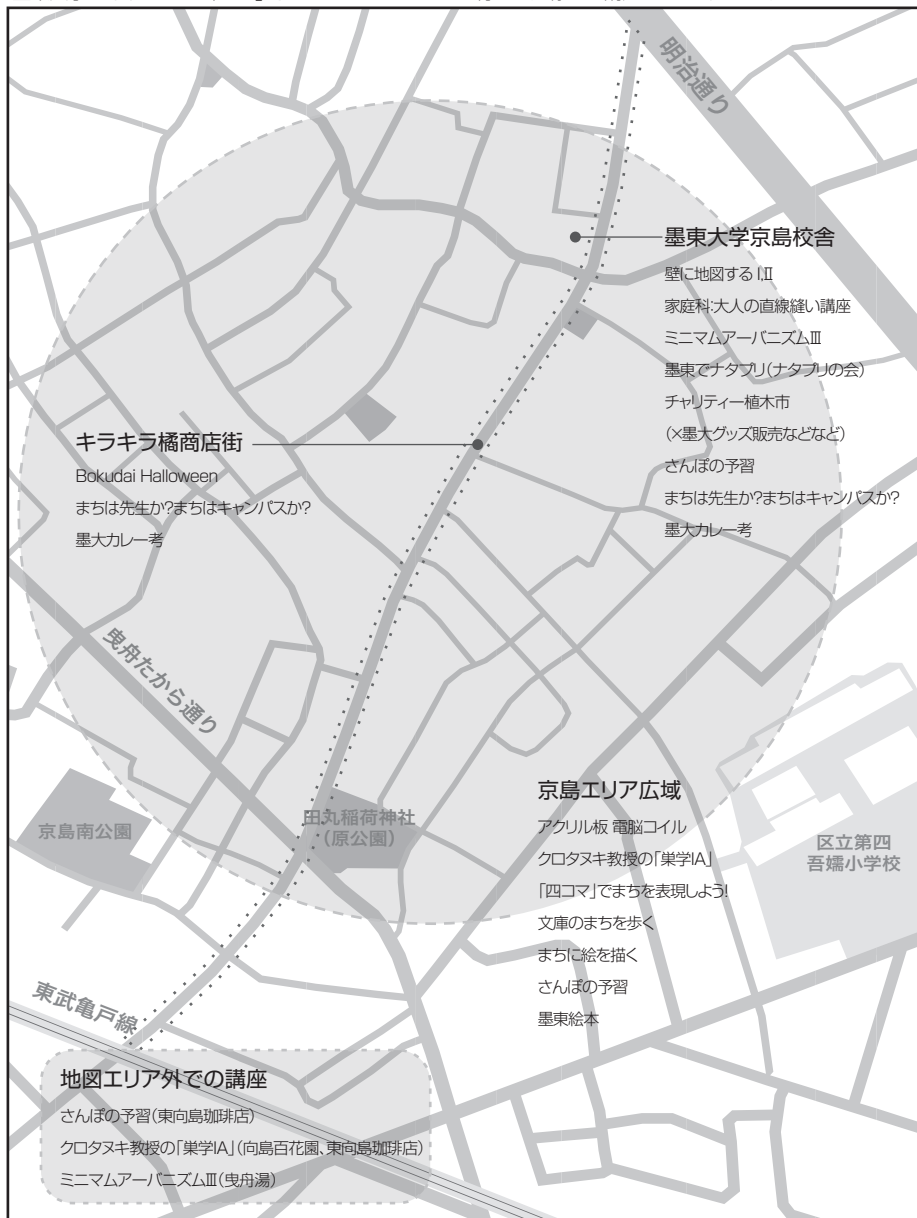 明治通り
墨東大学京島校舎
壁に地図する I,II
家庭科:大人の直線縫い講座
ミニマムアーバニズムⅢ
墨東でナタプリ(ナタプリの会)
チャリティー植木市
(×墨大グッズ販売などなど)
さんぽの予習
まちは先生か?まちはキャンパスか?
墨大カレー考
キラキラ橘商店街
Bokudai Halloween
まちは先生か?まちはキャンパスか?
墨大カレー考
曳舟たから通り
京島南公園
田丸稲荷神社
(原公園)
京島エリア広域
アクリル板 電脳コイル
クロタヌキ教授の「巣学IA」
「四コマ」でまちを表現しよう!
文庫のまちを歩く
まちに絵を描く
さんぽの予習
墨東絵本
区立第四
吾嬬小学校
東武亀戸線
地図エリア外での講座
さんぽの予習(東向島珈琲店)
クロタヌキ教授の「巣学IA」(向島百花園、東向島珈琲店)
ミニマムアーバニズムⅢ(曳舟湯)